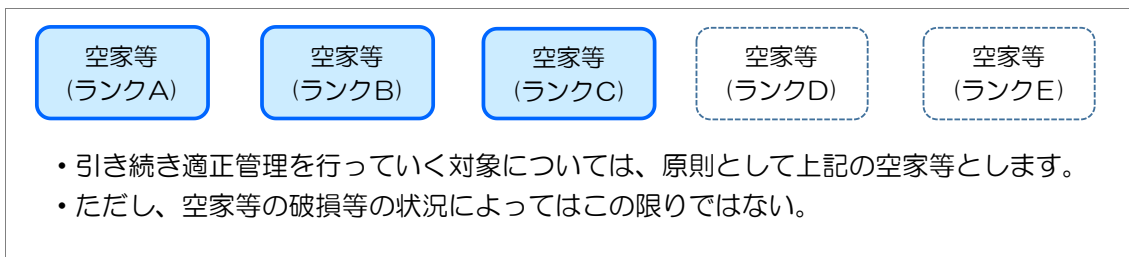 空家等
(ランクA)
空家等
(ランクB)
空家等
(ランクC)
空家等
(ランクD)
空家等
(ランクE)
・引き続き適正管理を行っていく対象については、原則として上記の空家等とします。
・ただし、空家等の破損等の状況によってはこの限りではない。